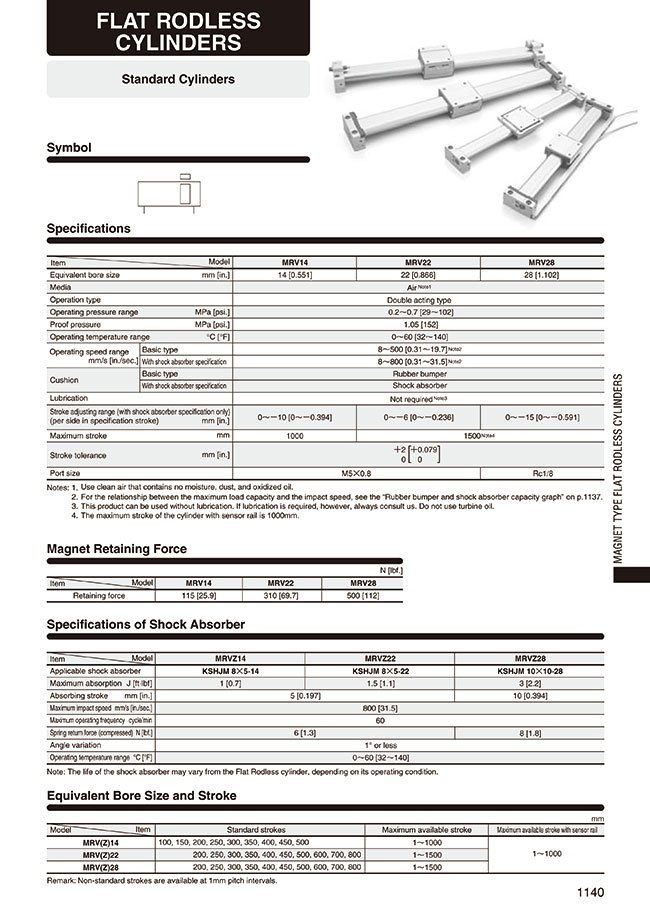 FLAT RODLESS
CYLINDERS
Standard Cylinders
Symbol
Specifications
Item Model MRV14 MRV22 MRV28
Equivalent bore size mm [in.] 14 [0.551] 22 [0.866] 28 [1.102]
Media Air Note1
Operation type Double acting type
Operating pressure range MPa [psi.] 0.2～0.7 [29～102]
Proof pressure MPa [psi.] 1.05 [152]
Operating temperature range °C [°F] 0～60 [32～140]
Operating speed range mm/s [in./sec.] Basic type 8～500 [0.31～19.7] Note2
With shock absorber specification 8～800 [0.31～31.5] Note2
Cushion Basic type Rubber bumper
With shock absorber specification Shock absorber
Lubrication Not required Note3
Stroke adjusting range (with shock absorber specification only)
(per side in specification stroke) mm [in.] 0～－10 [0～－0.394] 0～－6 [0～－0.236] 0～－15 [0～－0.591]
Maximum stroke mm 1000 1500 Note4
Stroke tolerance mm [in.] +2 0 [+0.079 0]
Port size M5×0.8 Rc1/8
Notes: 1. Use clean air that contains no moisture, dust, and oxidized oil.
2. For the relationship between the maximum load capacity and the impact speed, see the "Rubber bumper and shock absorber capacity graph" on p.1137.
3. This product can be used without lubrication. If lubrication is required, however, always consult us. Do not use turbine oil.
4. The maximum stroke of the cylinder with sensor rail is 1000mm.
Magnet Retaining Force
N [lbf.]
Item Model MRV14 MRV22 MRV28
Retaining force 115 [25.9] 310 [69.7] 500 [112]
Specifications of Shock Absorber
Item Model MRVZ14 MRVZ22 MRVZ28
Applicable shock absorber KSHJM 8×5-14 KSHJM 8×5-22 KSHJM 10×10-28
Maximum absorption J [ft·lbf] 1 [0.7] 1.5 [1.1] 3 [2.2]
Absorbing stroke mm [in.] 5 [0.197] 10 [0.394]
Maximum impact speed mm/s [in./sec.] 800 [31.5]
Maximum operating frequency cycle/min 60
Spring return force (compressed) N [lbf.] 6 [1.3] 8 [1.8]
Angle variation 1° or less
Operating temperature range °C [°F] 0～60 [32～140]
Note: The life of the shock absorber may vary from the Flat Rodless cylinder, depending on its operating condition.
Equivalent Bore Size and Stroke
mm
Model Item Standard strokes Maximum available stroke Maximum available stroke with sensor rail
MRV(Z)14 100, 150, 200, 250, 300, 350, 400, 450, 500 1～1000 1～1000
MRV(Z)22 200, 250, 300, 350, 400, 450, 500, 600, 700, 800 1～1500
MRV(Z)28 200, 250, 300, 350, 400, 450, 500, 600, 700, 800 1～1500
Remark: Non-standard strokes are available at 1mm pitch intervals.
MAGNET TYPE FLAT RODLESS CYLINDERS
1140